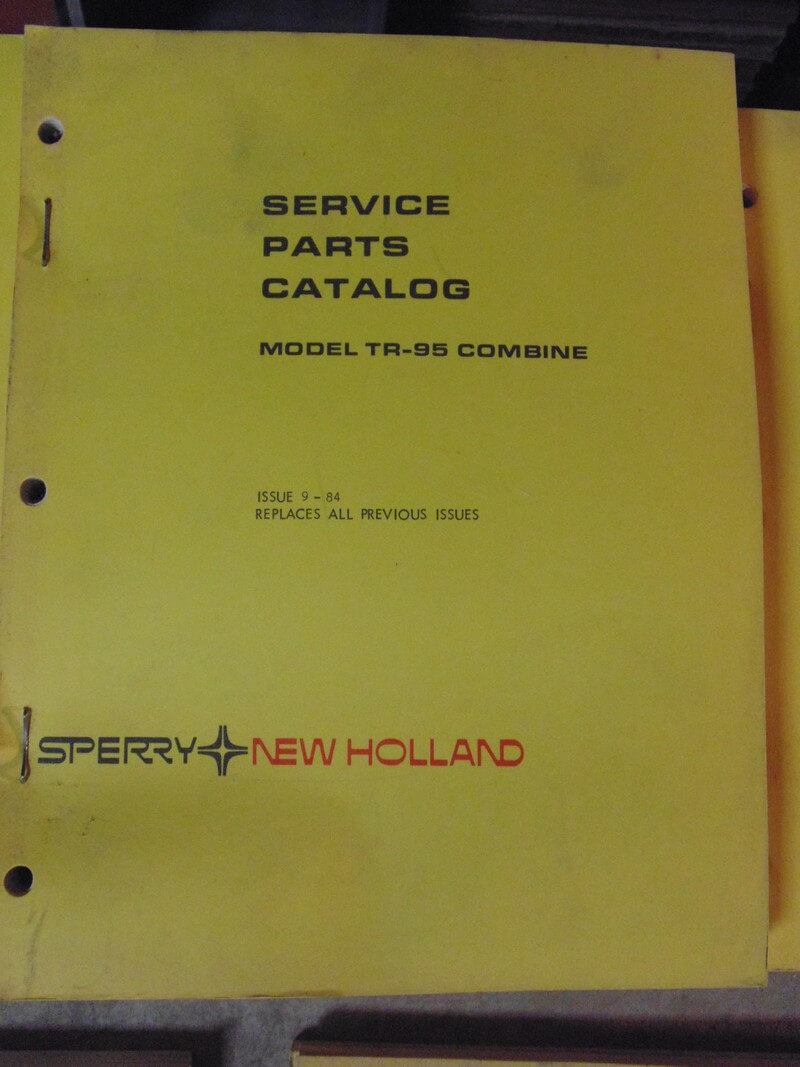 SERVICE
PARTS
CATALOG
MODEL TR-95 COMBINE
ISSUE 9 - 84
REPLACES ALL PREVIOUS ISSUES
SPERRY NEW HOLLAND